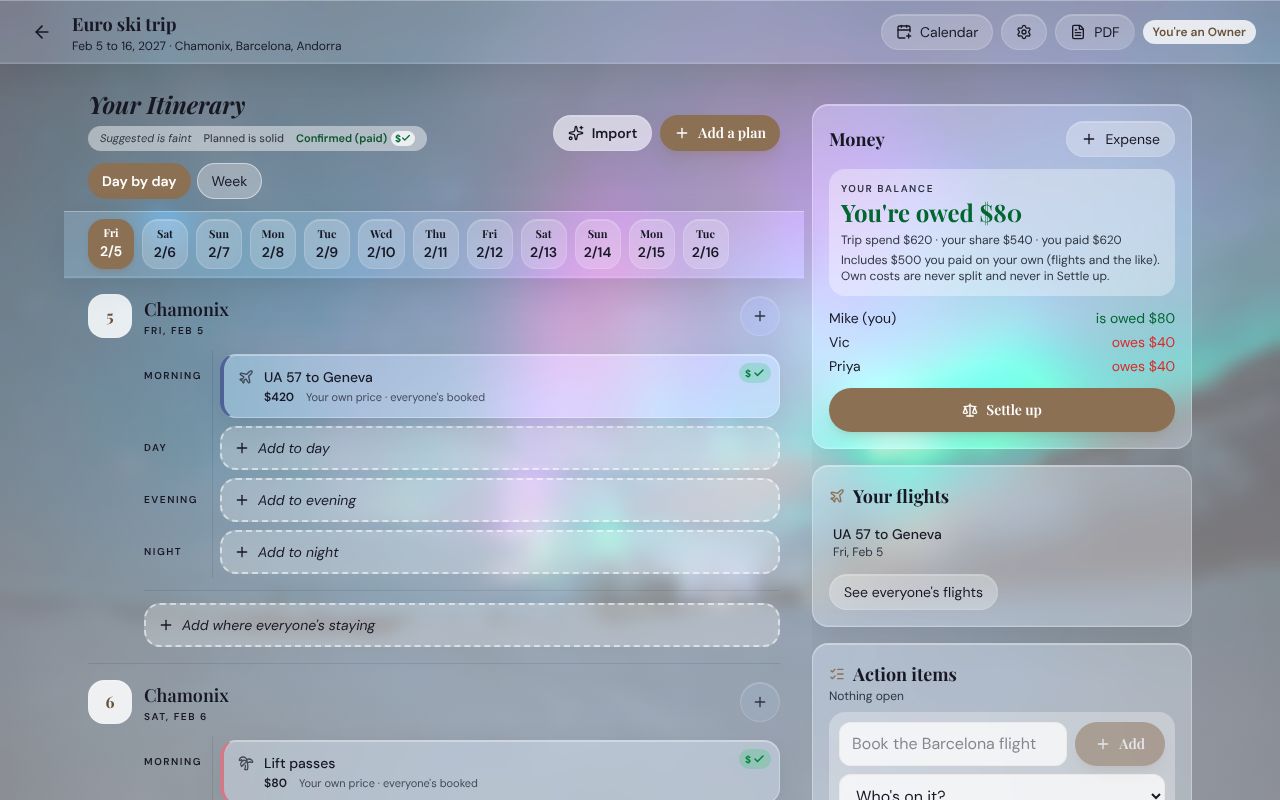 Euro ski trip
Feb 5 to 16, 2027 · Chamonix, Barcelona, Andorra
Calendar
PDF
You're an Owner
Your Itinerary
Suggested is faint Planned is solid Confirmed (paid) $✓
Import
+ Add a plan
Day by day
Week
Fri 2/5
Sat 2/6
Sun 2/7
Mon 2/8
Tue 2/9
Wed 2/10
Thu 2/11
Fri 2/12
Sat 2/13
Sun 2/14
Mon 2/15
Tue 2/16
5
Chamonix
FRI, FEB 5
+
MORNING
UA 57 to Geneva
$✓
$420 Your own price · everyone's booked
DAY
+ Add to day
EVENING
+ Add to evening
NIGHT
+ Add to night
+ Add where everyone's staying
6
Chamonix
SAT, FEB 6
+
MORNING
Lift passes
$✓
$80 Your own price · everyone's booked
Money
+ Expense
YOUR BALANCE
You're owed $80
Trip spend $620 · your share $540 · you paid $620
Includes $500 you paid on your own (flights and the like).
Own costs are never split and never in Settle up.
Mike (you) is owed $80
Vic owes $40
Priya owes $40
Settle up
Your flights
UA 57 to Geneva
Fri, Feb 5
See everyone's flights
Action items
Nothing open
Book the Barcelona flight
+ Add
Who's on it?